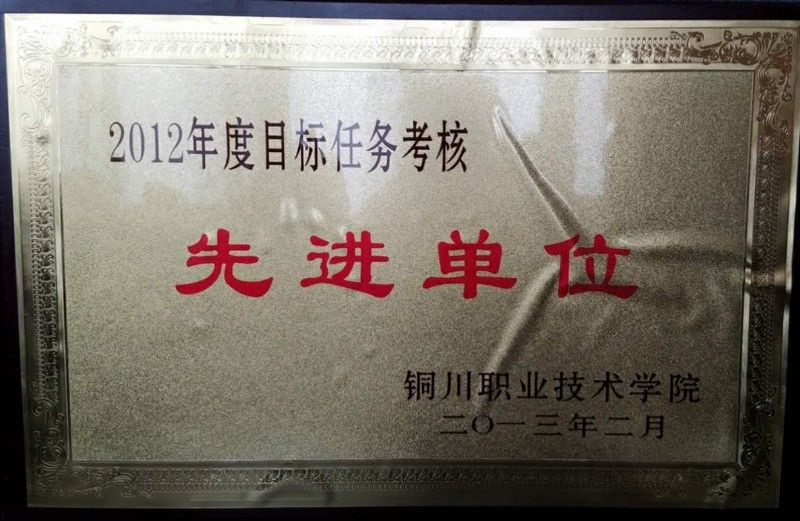 2012年度目标任务考核
先进单位
铜川职业技术学院
二〇一三年二月